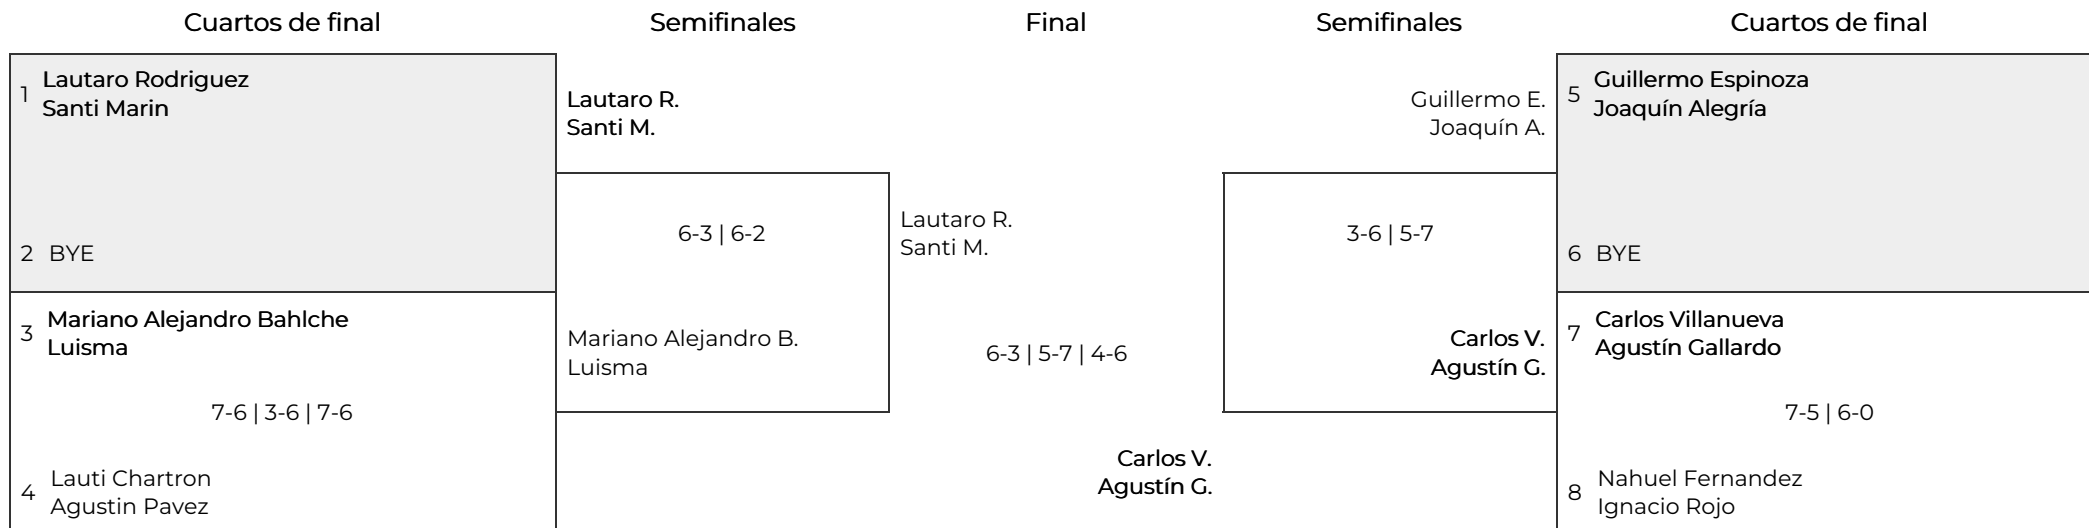 Cuartos de final
Semifinales
Final
Semifinales
Cuartos de final
1
Lautaro Rodriguez
Santi Marin
2 BYE
3
Mariano Alejandro Bahlche
Luisma
7-6 | 3-6 | 7-6
4
Lauti Chartron
Agustin Pavez
Lautaro R.
Santi M.
6-3 | 6-2
Mariano Alejandro B.
Luisma
Lautaro R.
Santi M.
6-3 | 5-7 | 4-6
Carlos V.
Agustín G.
Guillermo E.
Joaquín A.
3-6 | 5-7
Carlos V.
Agustín G.
5
Guillermo Espinoza
Joaquín Alegría
6 BYE
7
Carlos Villanueva
Agustín Gallardo
7-5 | 6-0
8
Nahuel Fernandez
Ignacio Rojo